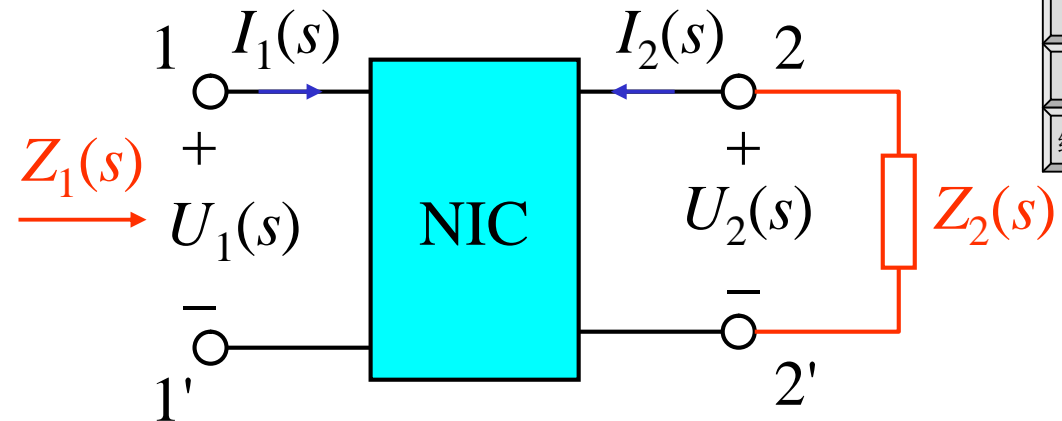 1 I₁(s) I₂(s) 2
+ +
Z₁(s) U₁(s) NIC U₂(s) Z₂(s)
− −
1' 2'